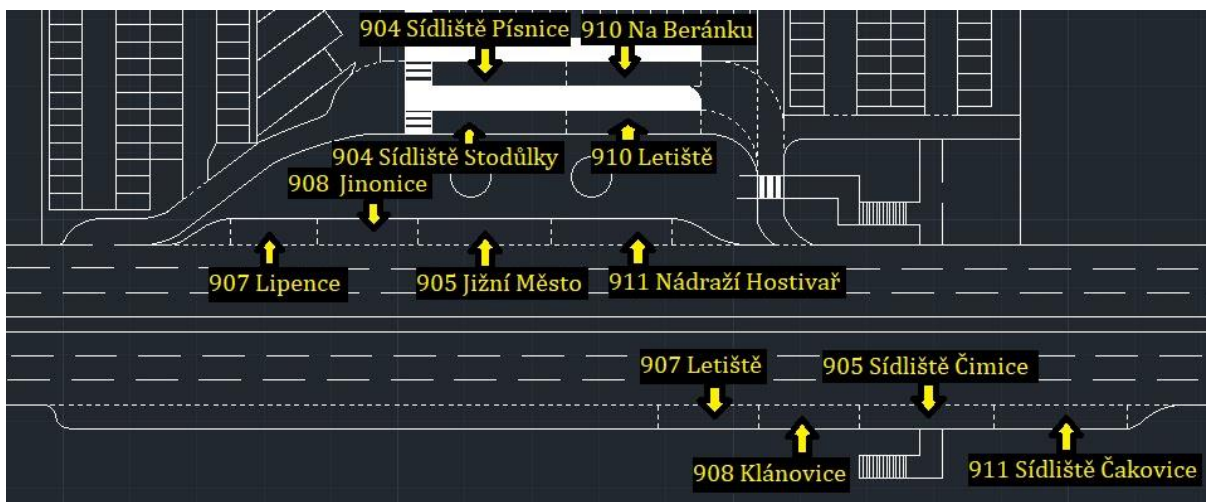 904 Sídliště Písnice
910 Na Beránku
904 Sídliště Stodůlky
910 Letiště
908 Jinonice
907 Lipence
905 Jižní Město
911 Nádraží Hostivař
907 Letiště
905 Sídliště Čimice
908 Klánovice
911 Sídliště Čakovice